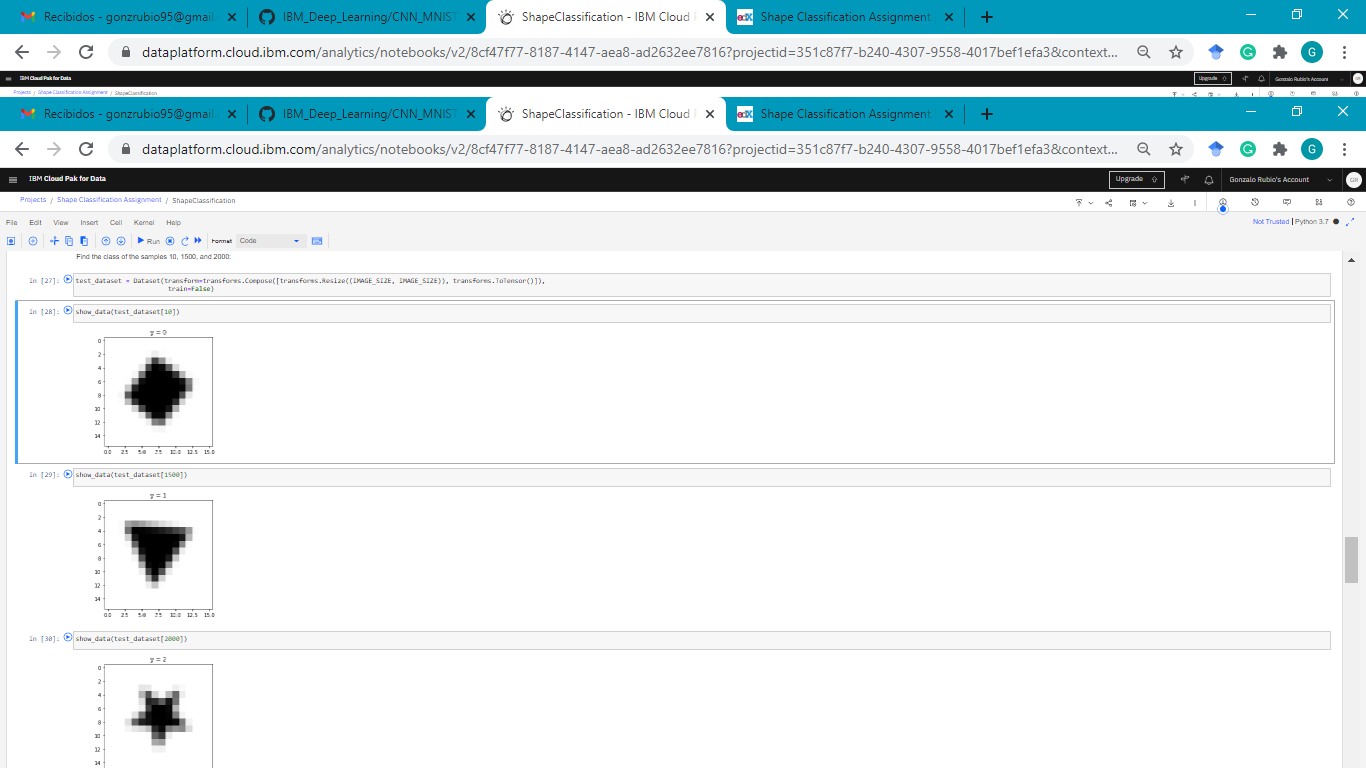 Recibidos - gonzrubio95@gmail
IBM_Deep_Learning/CNN_MNIST
ShapeClassification - IBM Cloud P
edX Shape Classification Assignment
dataplatform.cloud.ibm.com/analytics/notebooks/v2/8cf47f77-8187-4147-aea8-ad2632ee7816?projectid=351c87f7-b240-4307-9558-4017bef1efa3&context...
G
IBM Cloud Pak for Data
Upgrade
Gonzalo Rubio's Account
GR
Projects / Shape Classification Assignment / ShapeClassification
Recibidos - gonzrubio95@gmail
IBM_Deep_Learning/CNN_MNIST
ShapeClassification - IBM Cloud P
edX Shape Classification Assignment
dataplatform.cloud.ibm.com/analytics/notebooks/v2/8cf47f77-8187-4147-aea8-ad2632ee7816?projectid=351c87f7-b240-4307-9558-4017bef1efa3&context...
G
IBM Cloud Pak for Data
Upgrade
Gonzalo Rubio's Account
GR
Projects / Shape Classification Assignment / ShapeClassification
File Edit View Insert Cell Kernel Help
Not Trusted | Python 3.7
Run
Format
Code
Find the class of the samples 10, 1500, and 2000:
In [27]: test_dataset = Dataset(transform=transforms.Compose([transforms.Resize((IMAGE_SIZE, IMAGE_SIZE)), transforms.ToTensor()]),
train=False)
In [28]: show_data(test_dataset[10])
y = 0
0
2
4
6
8
10
12
14
0.0 2.5 5.0 7.5 10.0 12.5 15.0
In [29]: show_data(test_dataset[1500])
y = 1
0
2
4
6
8
10
12
14
0.0 2.5 5.0 7.5 10.0 12.5 15.0
In [30]: show_data(test_dataset[2000])
y = 2
0
2
4
6
8
10
12
14